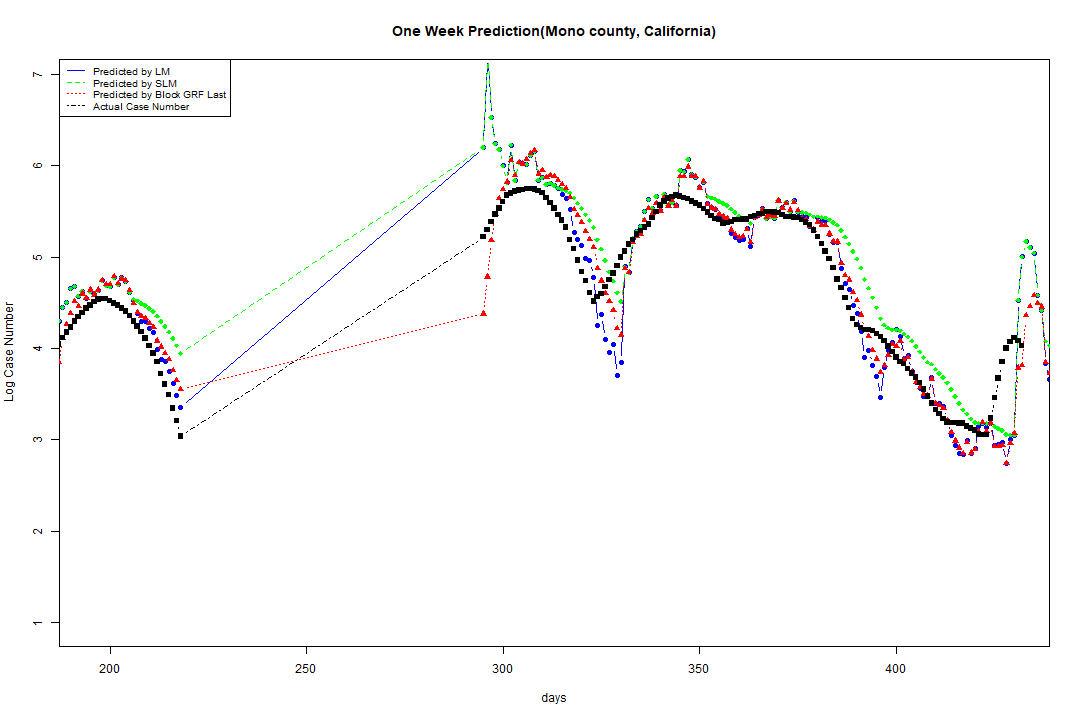 One Week Prediction(Mono county, California)
Predicted by LM
Predicted by SLM
Predicted by Block GRF Last
Actual Case Number
7
6
5
4
3
2
1
Log Case Number
200
250
300
350
400
days